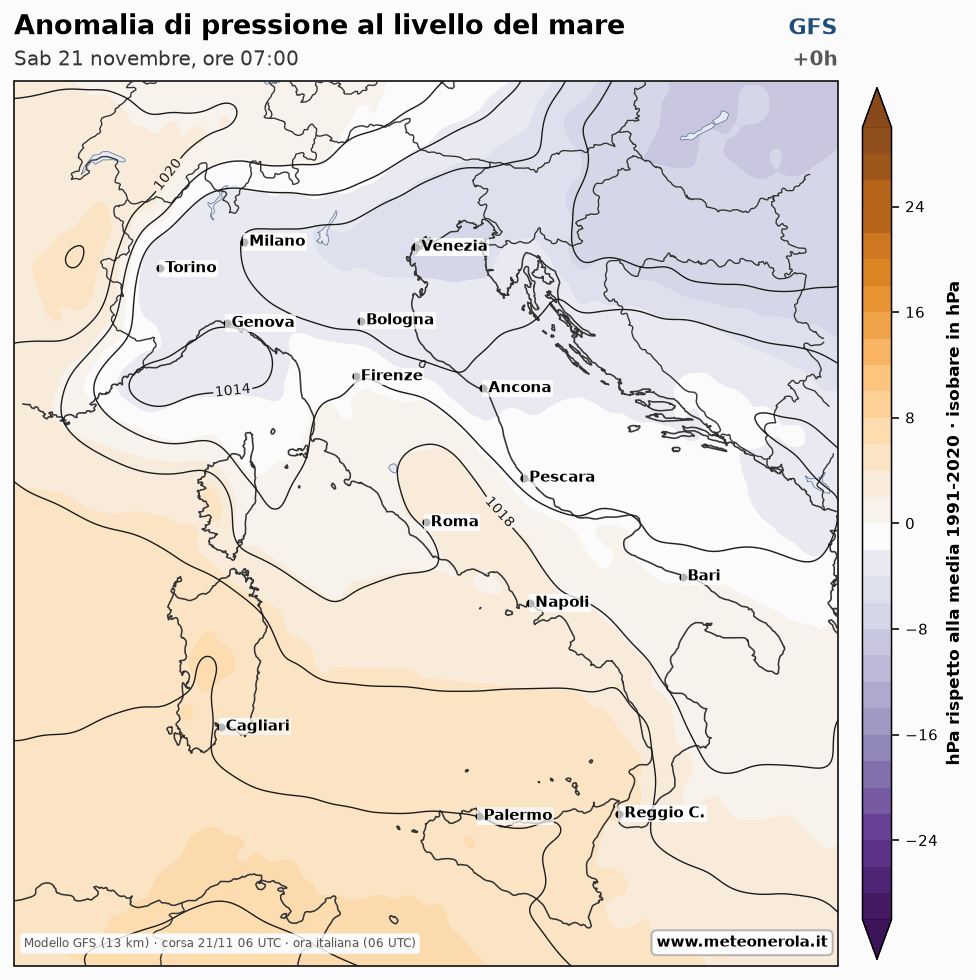 Anomalia di pressione al livello del mare
GFS
Sab 21 novembre, ore 07:00
+0h
1020
Milano
Venezia
Torino
Genova
Bologna
Firenze
Ancona
1014
Pescara
1018
Roma
Bari
Napoli
Cagliari
Palermo
Reggio C.
Modello GFS (13 km) · corsa 21/11 06 UTC · ora italiana (06 UTC)
www.meteonerola.it
24
16
8
0
−8
−16
−24
hPa rispetto alla media 1991-2020 · isobare in hPa